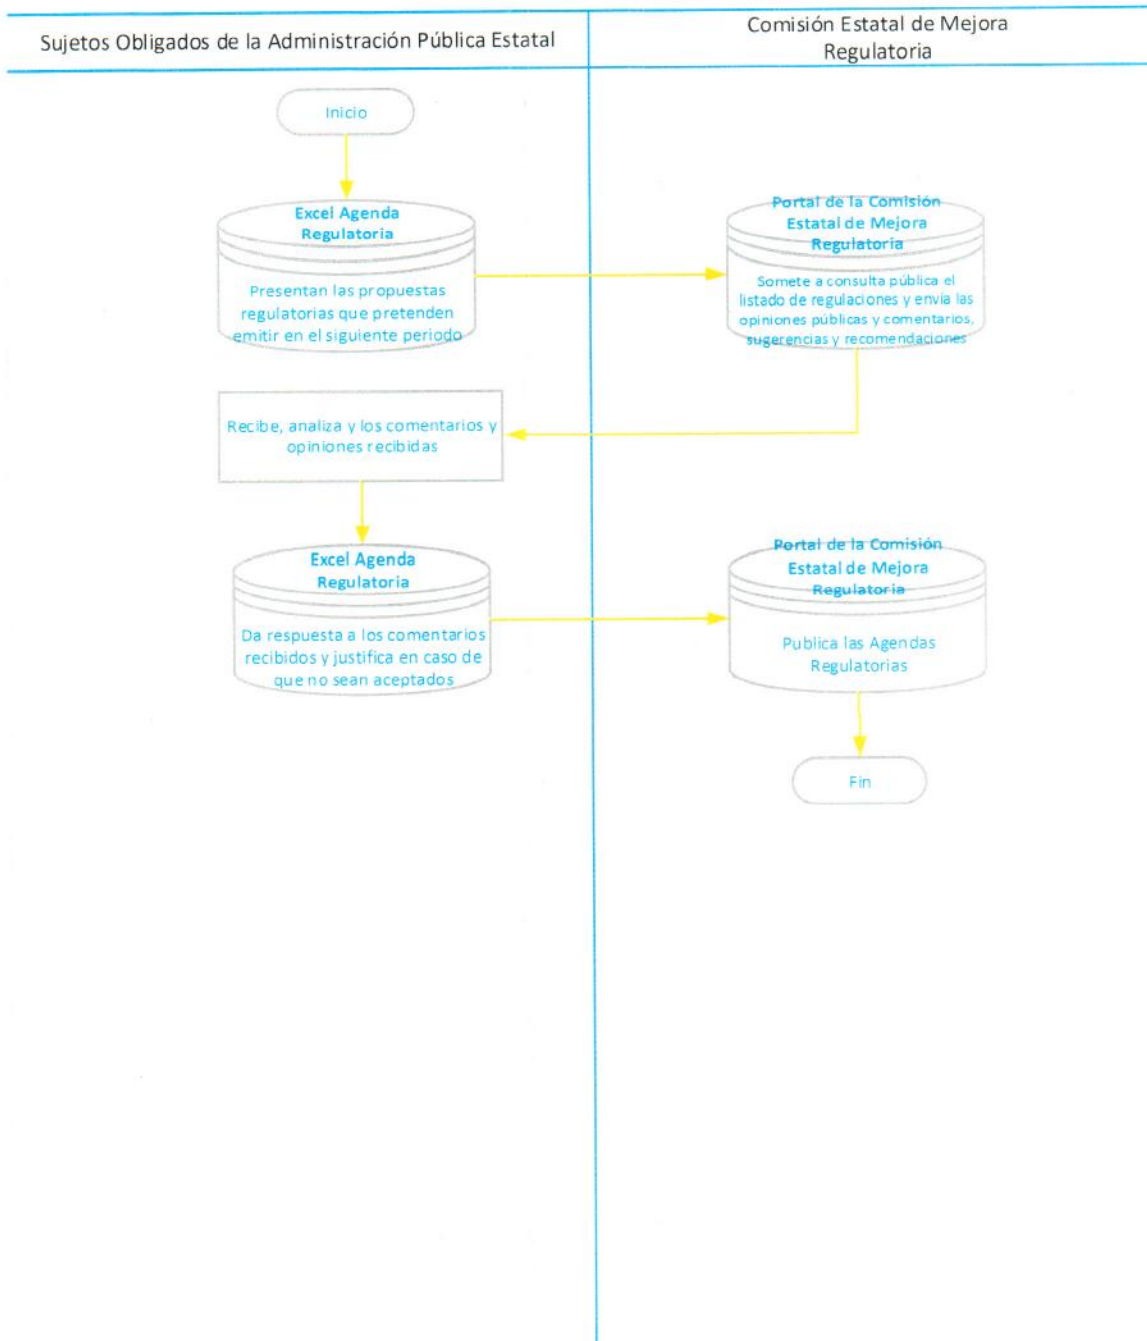 Sujetos Obligados de la Administración Pública Estatal
Comisión Estatal de Mejora
Regulatoria
Inicio
Excel Agenda
Regulatoria
Presentan las propuestas
regulatorias que pretenden
emitir en el siguiente periodo
Portal de la Comisión
Estatal de Mejora
Regulatoria
Somete a consulta pública el
listado de regulaciones y envía las
opiniones públicas y comentarios,
sugerencias y recomendaciones
Recibe, analiza y los comentarios y
opiniones recibidas
Excel Agenda
Regulatoria
Da respuesta a los comentarios
recibidos y justifica en caso de
que no sean aceptados
Portal de la Comisión
Estatal de Mejora
Regulatoria
Publica las Agendas
Regulatorias
Fin